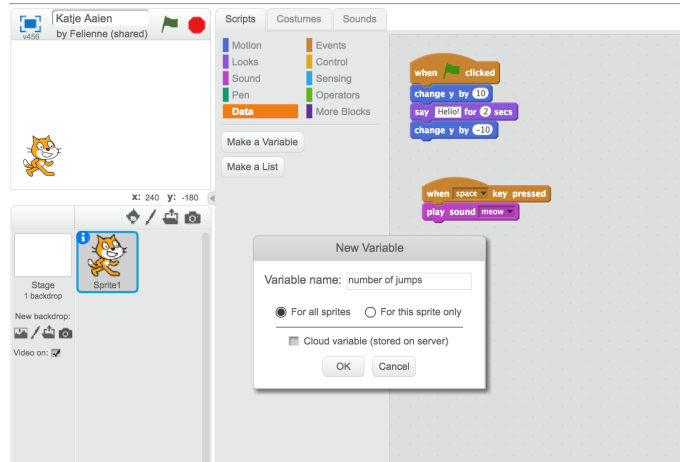 Katje Aaien
by Felienne (shared)
v456
X: 240 y: -180
Stage
1 backdrop
Sprite1
New backdrop:
Video on:
Scripts Costumes Sounds
Motion Events
Looks Control
Sound Sensing
Pen Operators
Data More Blocks
Make a Variable
Make a List
when clicked
change y by 10
say Hello! for 2 secs
change y by -10
when space key pressed
play sound meow
New Variable
Variable name: number of jumps
For all sprites For this sprite only
Cloud variable (stored on server)
OK Cancel